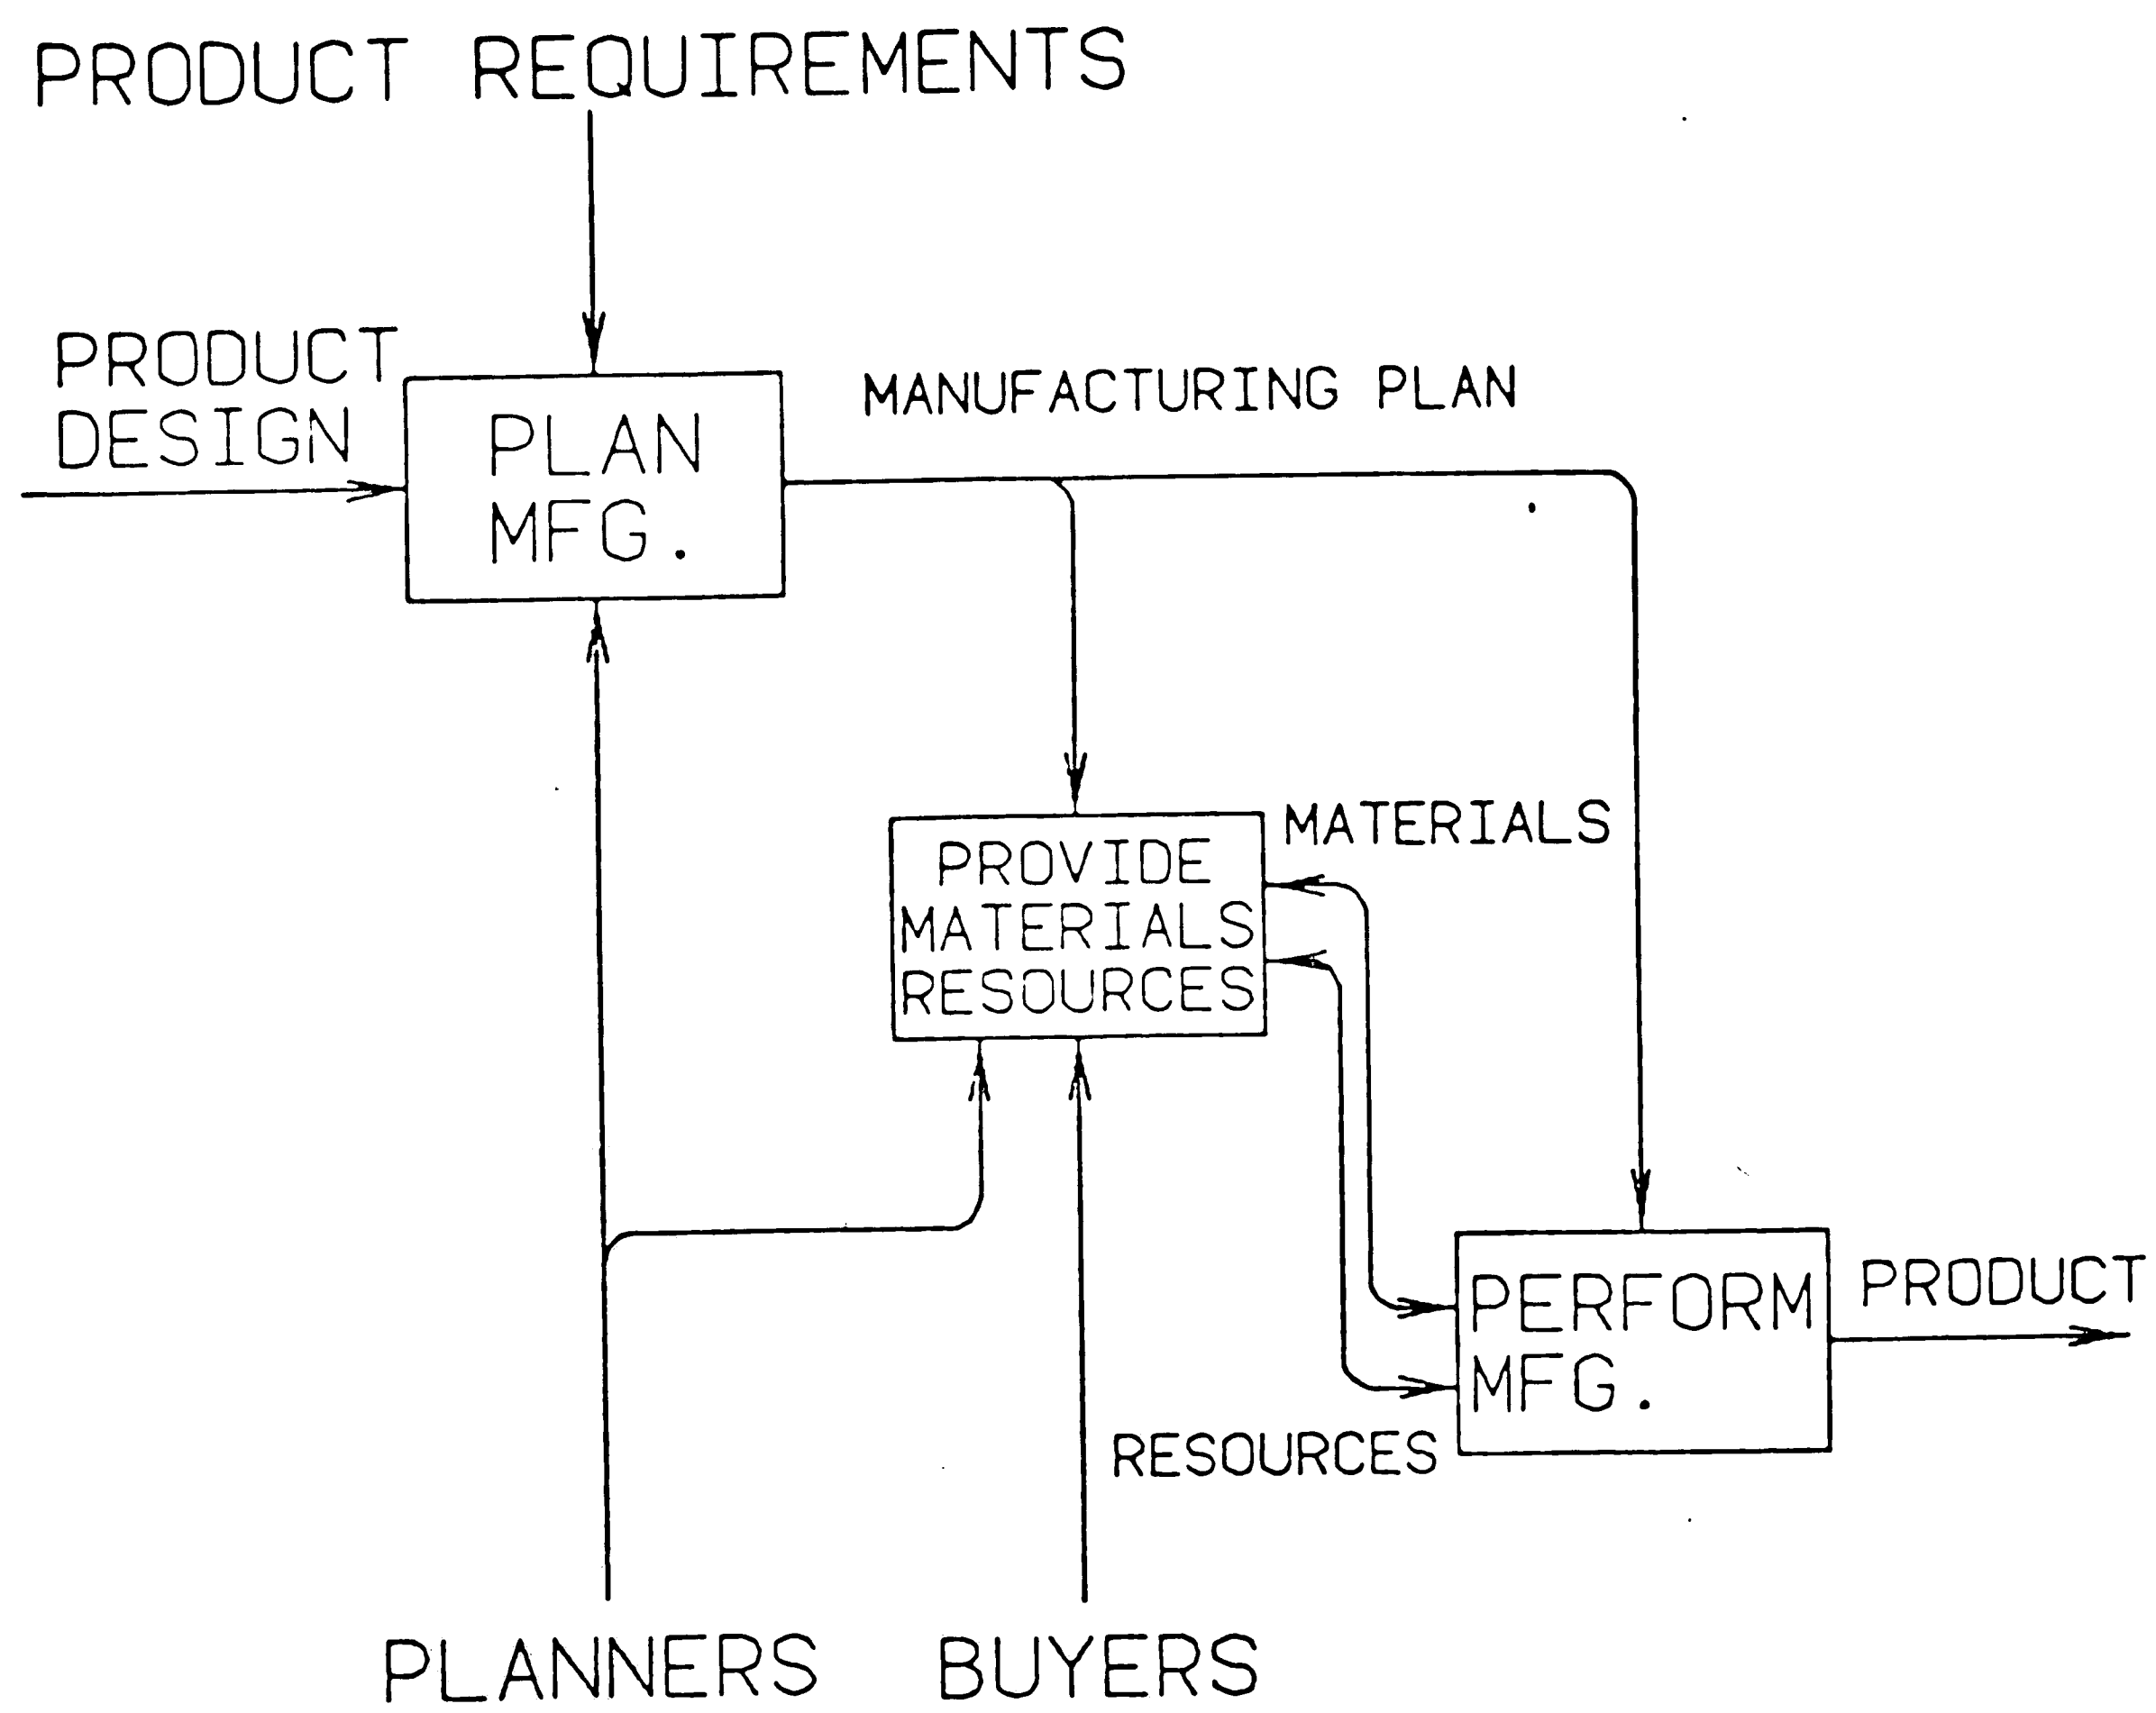 PRODUCT REQUIREMENTS
PRODUCT
DESIGN
PLAN
MFG.
MANUFACTURING PLAN
PROVIDE
MATERIALS
RESOURCES
MATERIALS
PERFORM
MFG.
PRODUCT
RESOURCES
PLANNERS
BUYERS